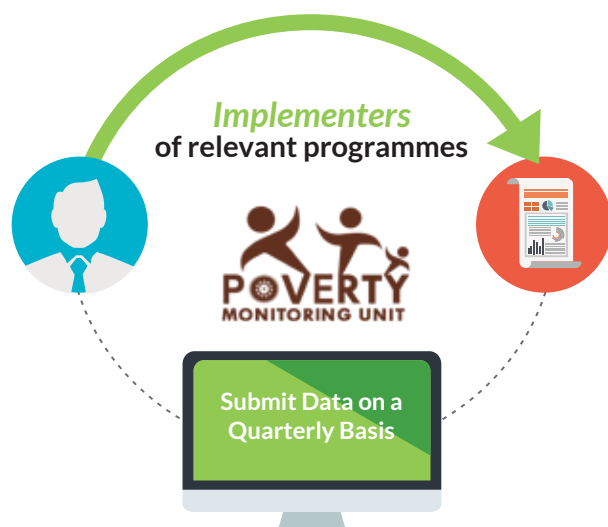 Implementers
of relevant programmes
POVERTY
MONITORING UNIT
Submit Data on a
Quarterly Basis